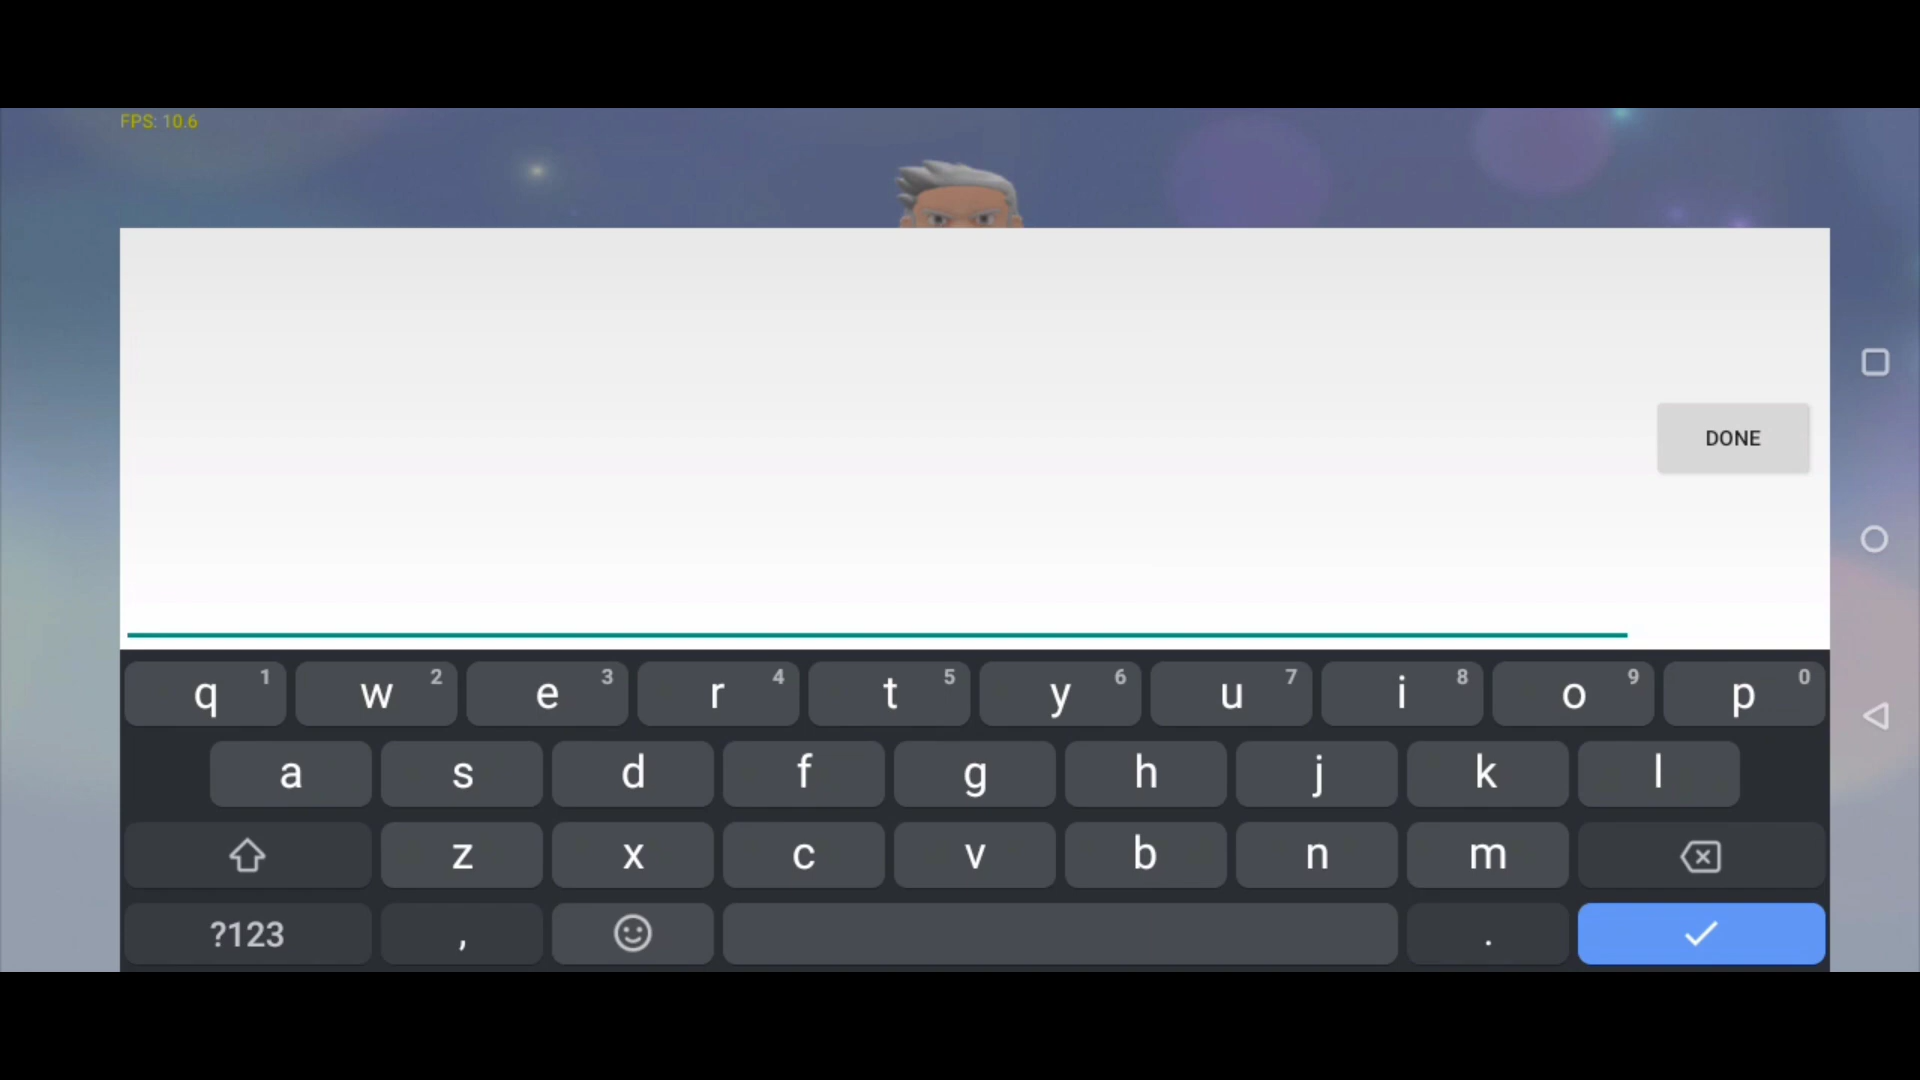 FPS: 10.6
DONE
q 1 w 2 e 3 r 4 t 5 y 6 u 7 i 8 o 9 p 0
a s d f g h j k l
z x c v b n m
?123 , .